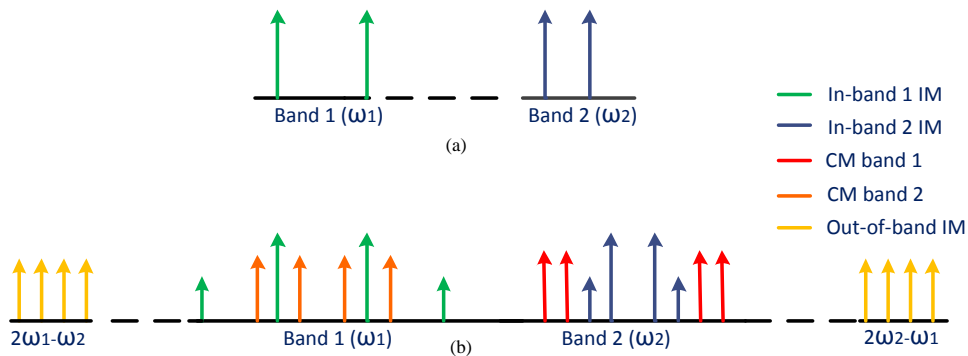 Band 1 (ω1)
Band 2 (ω2)
(a)
In-band 1 IM
In-band 2 IM
CM band 1
CM band 2
Out-of-band IM
2ω1-ω2
Band 1 (ω1)
(b)
Band 2 (ω2)
2ω2-ω1